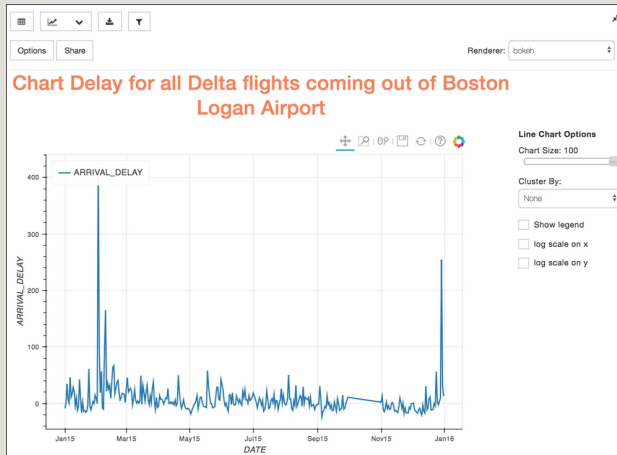 Options
Share
Renderer:
bokeh
Chart Delay for all Delta flights coming out of Boston
Logan Airport
ARRIVAL_DELAY
400
300
200
100
0
ARRIVAL_DELAY
Jan15
Mar15
May15
Jul15
Sep15
Nov15
Jan16
DATE
Line Chart Options
Chart Size: 100
Cluster By:
None
Show legend
log scale on x
log scale on y